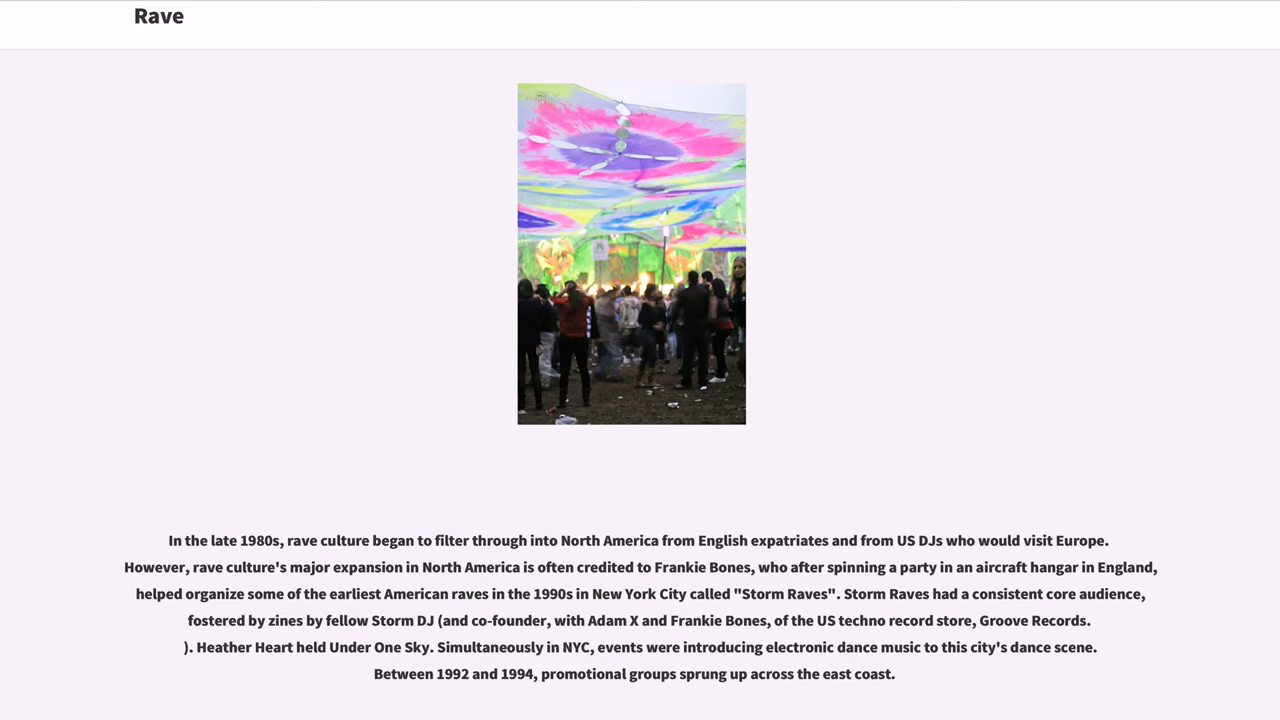 Rave
In the late 1980s, rave culture began to filter through into North America from English expatriates and from US DJs who would visit Europe.
However, rave culture's major expansion in North America is often credited to Frankie Bones, who after spinning a party in an aircraft hangar in England,
helped organize some of the earliest American raves in the 1990s in New York City called "Storm Raves". Storm Raves had a consistent core audience,
fostered by zines by fellow Storm DJ (and co-founder, with Adam X and Frankie Bones, of the US techno record store, Groove Records.
). Heather Heart held Under One Sky. Simultaneously in NYC, events were introducing electronic dance music to this city's dance scene.
Between 1992 and 1994, promotional groups sprung up across the east coast.